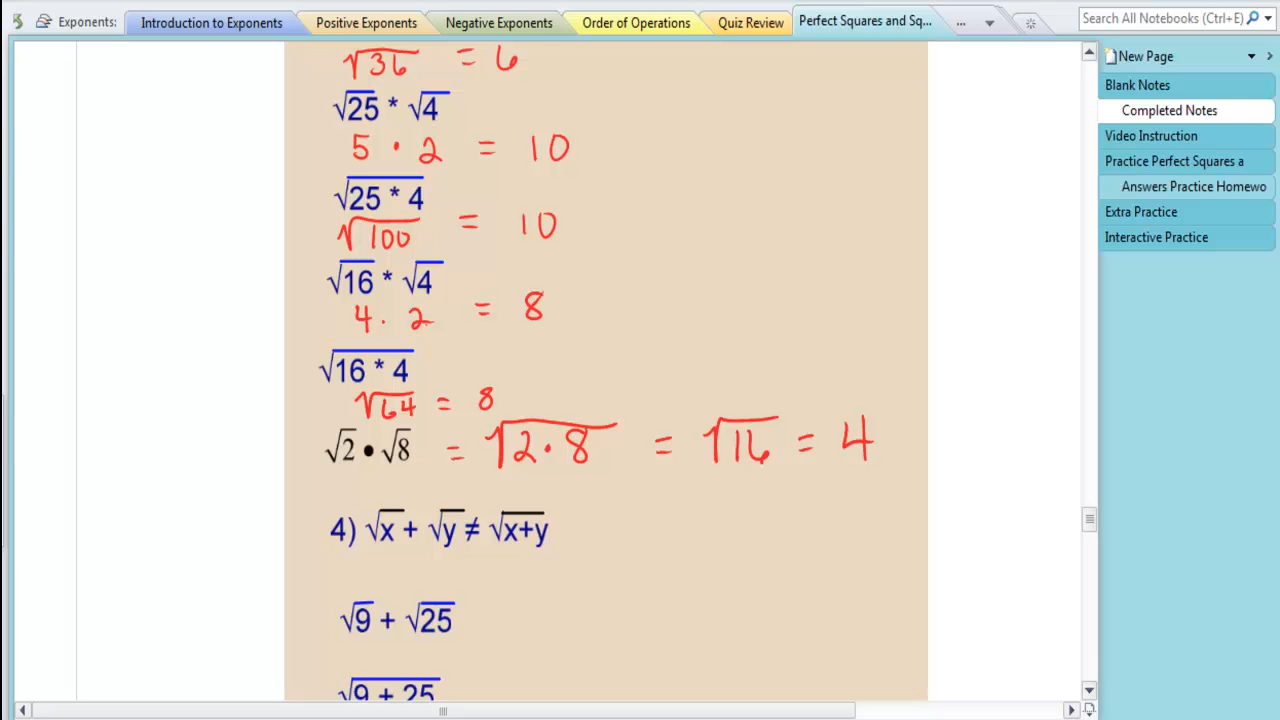 Exponents:
Introduction to Exponents
Positive Exponents
Negative Exponents
Order of Operations
Quiz Review
Perfect Squares and Sq...
...
Search All Notebooks (Ctrl+E)
New Page
Blank Notes
Completed Notes
Video Instruction
Practice Perfect Squares a
Answers Practice Homewo
Extra Practice
Interactive Practice
√36 = 6
√25 * √4
5 · 2 = 10
√25 * 4
√100 = 10
√16 * √4
4 · 2 = 8
√16 * 4
√64 = 8
√2 • √8 = √2·8 = √16 = 4
4) √x + √y ≠ √x+y
√9 + √25
√9 + 25